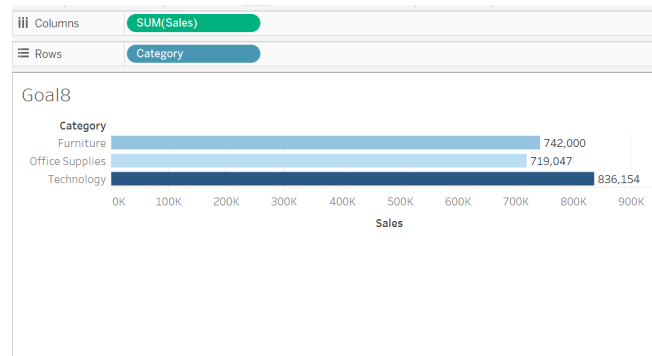 Columns SUM(Sales)
Rows Category
Goal8
Category
Furniture 742,000
Office Supplies 719,047
Technology 836,154
0K 100K 200K 300K 400K 500K 600K 700K 800K 900K
Sales